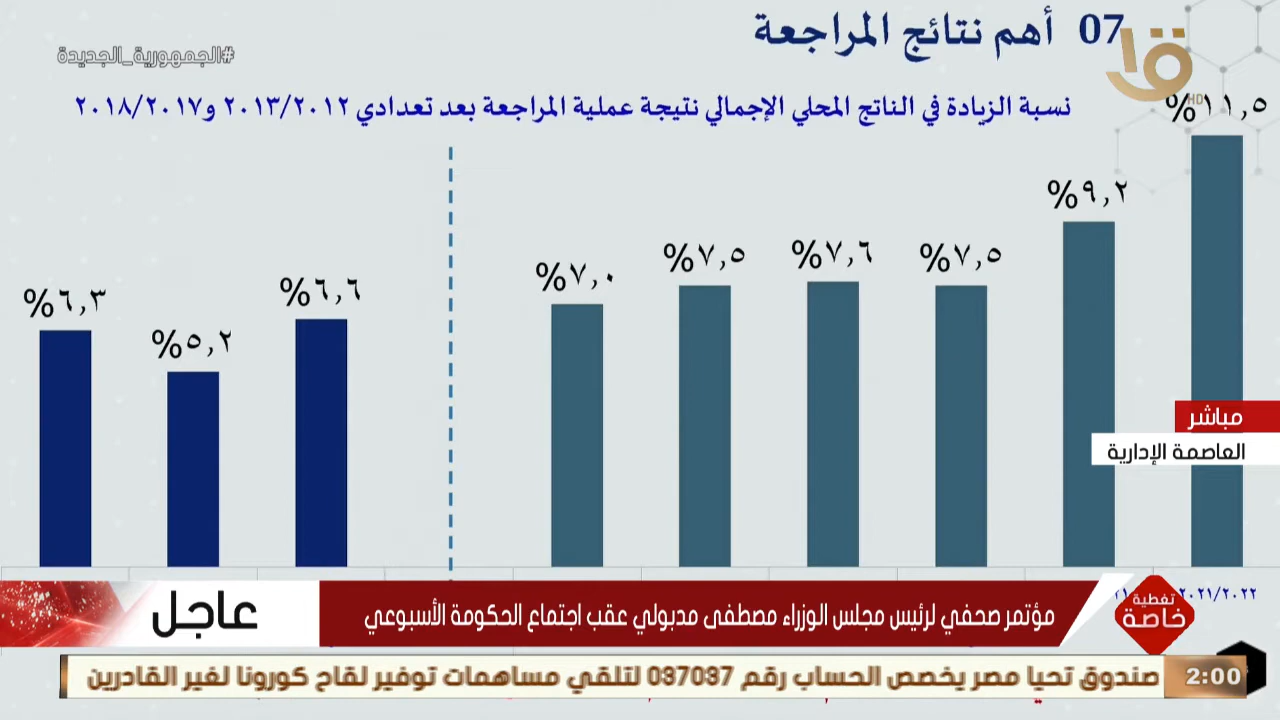 07 أهم نتائج المراجعة
#الجمهورية_الجديدة
HD
نسبة الزيادة في الناتج المحلي الإجمالي نتيجة عملية المراجعة بعد تعدادي ٢٠١٣/٢٠١٢ و٢٠١٨/٢٠١٧
%٦,٣
%٥,٢
%٦,٦
%٧,٠
%٧,٥
%٧,٦
%٧,٥
%٩,٢
%١١,٥
مباشر
العاصمة الإدارية
٢٠٢١/٢٠٢٢
تغطية
خاصة
مؤتمر صحفي لرئيس مجلس الوزراء مصطفى مدبولي عقب اجتماع الحكومة الأسبوعي
عاجل
2:00
صندوق تحيا مصر يخصص الحساب رقم 037037 لتلقي مساهمات توفير لقاح كورونا لغير القادرين